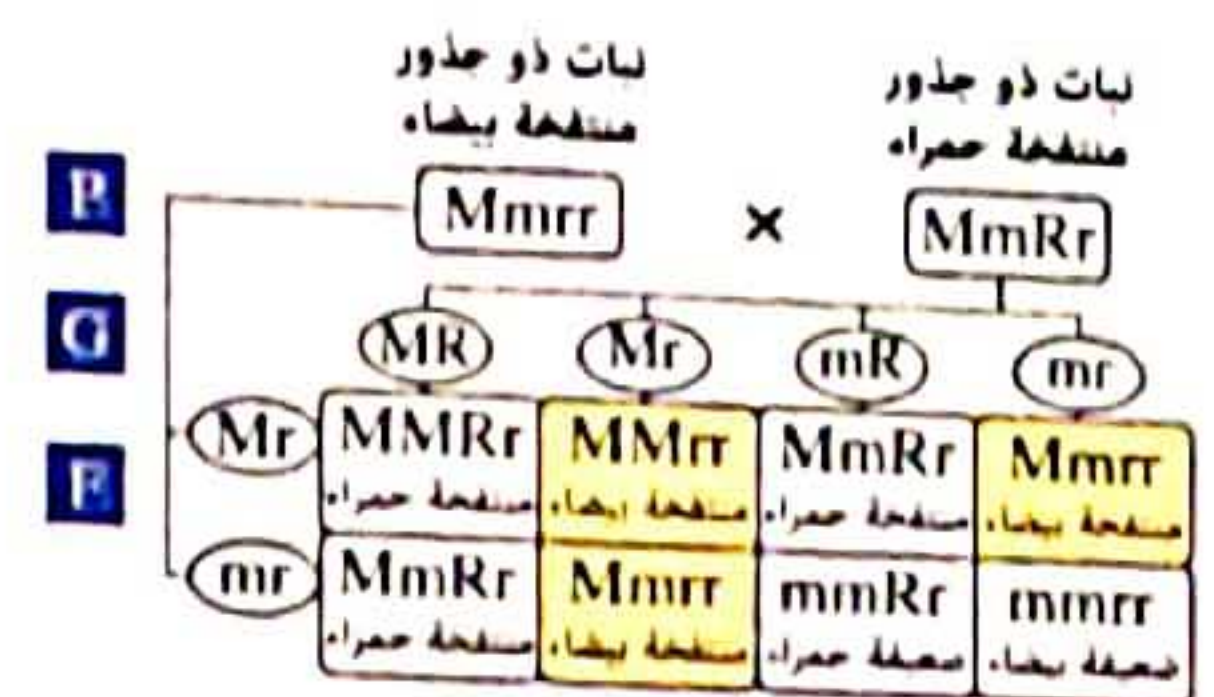 نبات ذو جذور
منتفخة بيضاء
نبات ذو جذور
منتفخة حمراء
P
Mmrr × MmRr
G
MR Mr mR mr
F
Mr MMRr MMrr MmRr Mmrr
منتفخة حمراء منتفخة بيضاء منتفخة حمراء منتفخة بيضاء
mr MmRr Mmrr mmRr mmrr
منتفخة حمراء منتفخة بيضاء ضعيفة حمراء ضعيفة بيضاء